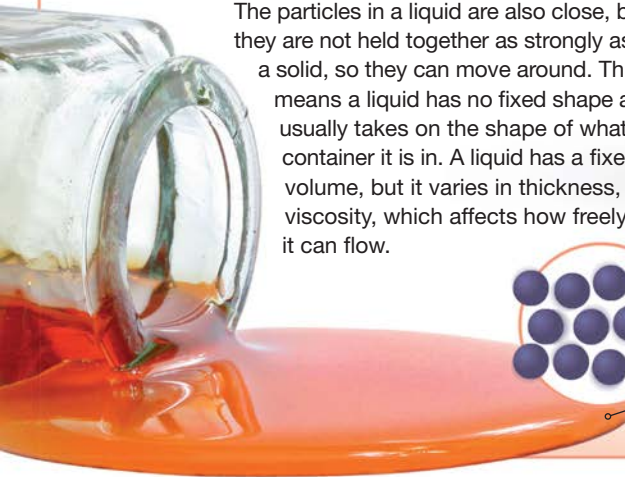 The particles in a liquid are also close, b
they are not held together as strongly as
a solid, so they can move around. Th
means a liquid has no fixed shape a
usually takes on the shape of what
container it is in. A liquid has a fixe
volume, but it varies in thickness,
viscosity, which affects how freely
it can flow.